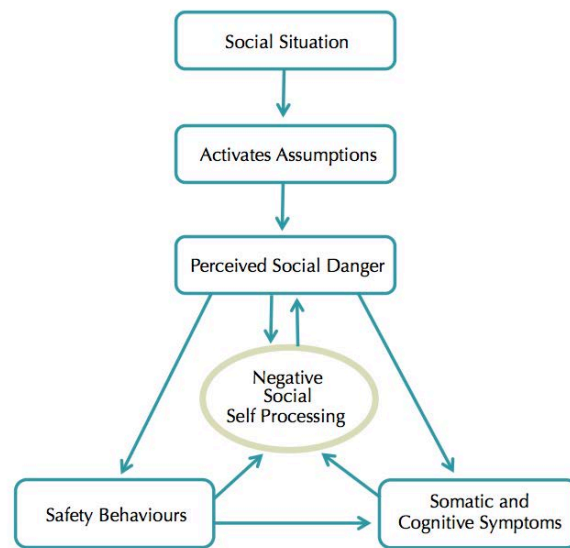 Social Situation
Activates Assumptions
Perceived Social Danger
Negative
Social
Self Processing
Safety Behaviours
Somatic and
Cognitive Symptoms